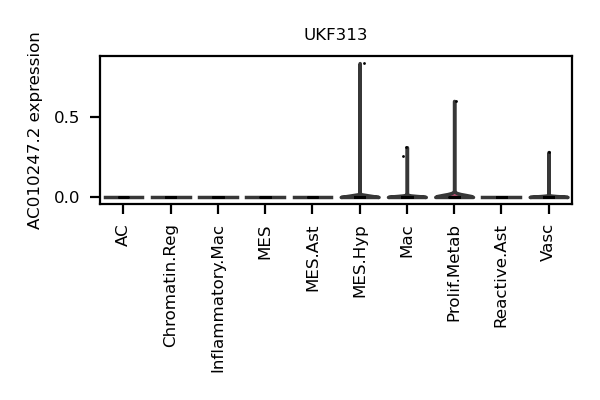 UKF313
AC010247.2 expression
0.5
0.0
AC
Chromatin.Reg
Inflammatory.Mac
MES
MES.Ast
MES.Hyp
Mac
Prolif.Metab
Reactive.Ast
Vasc